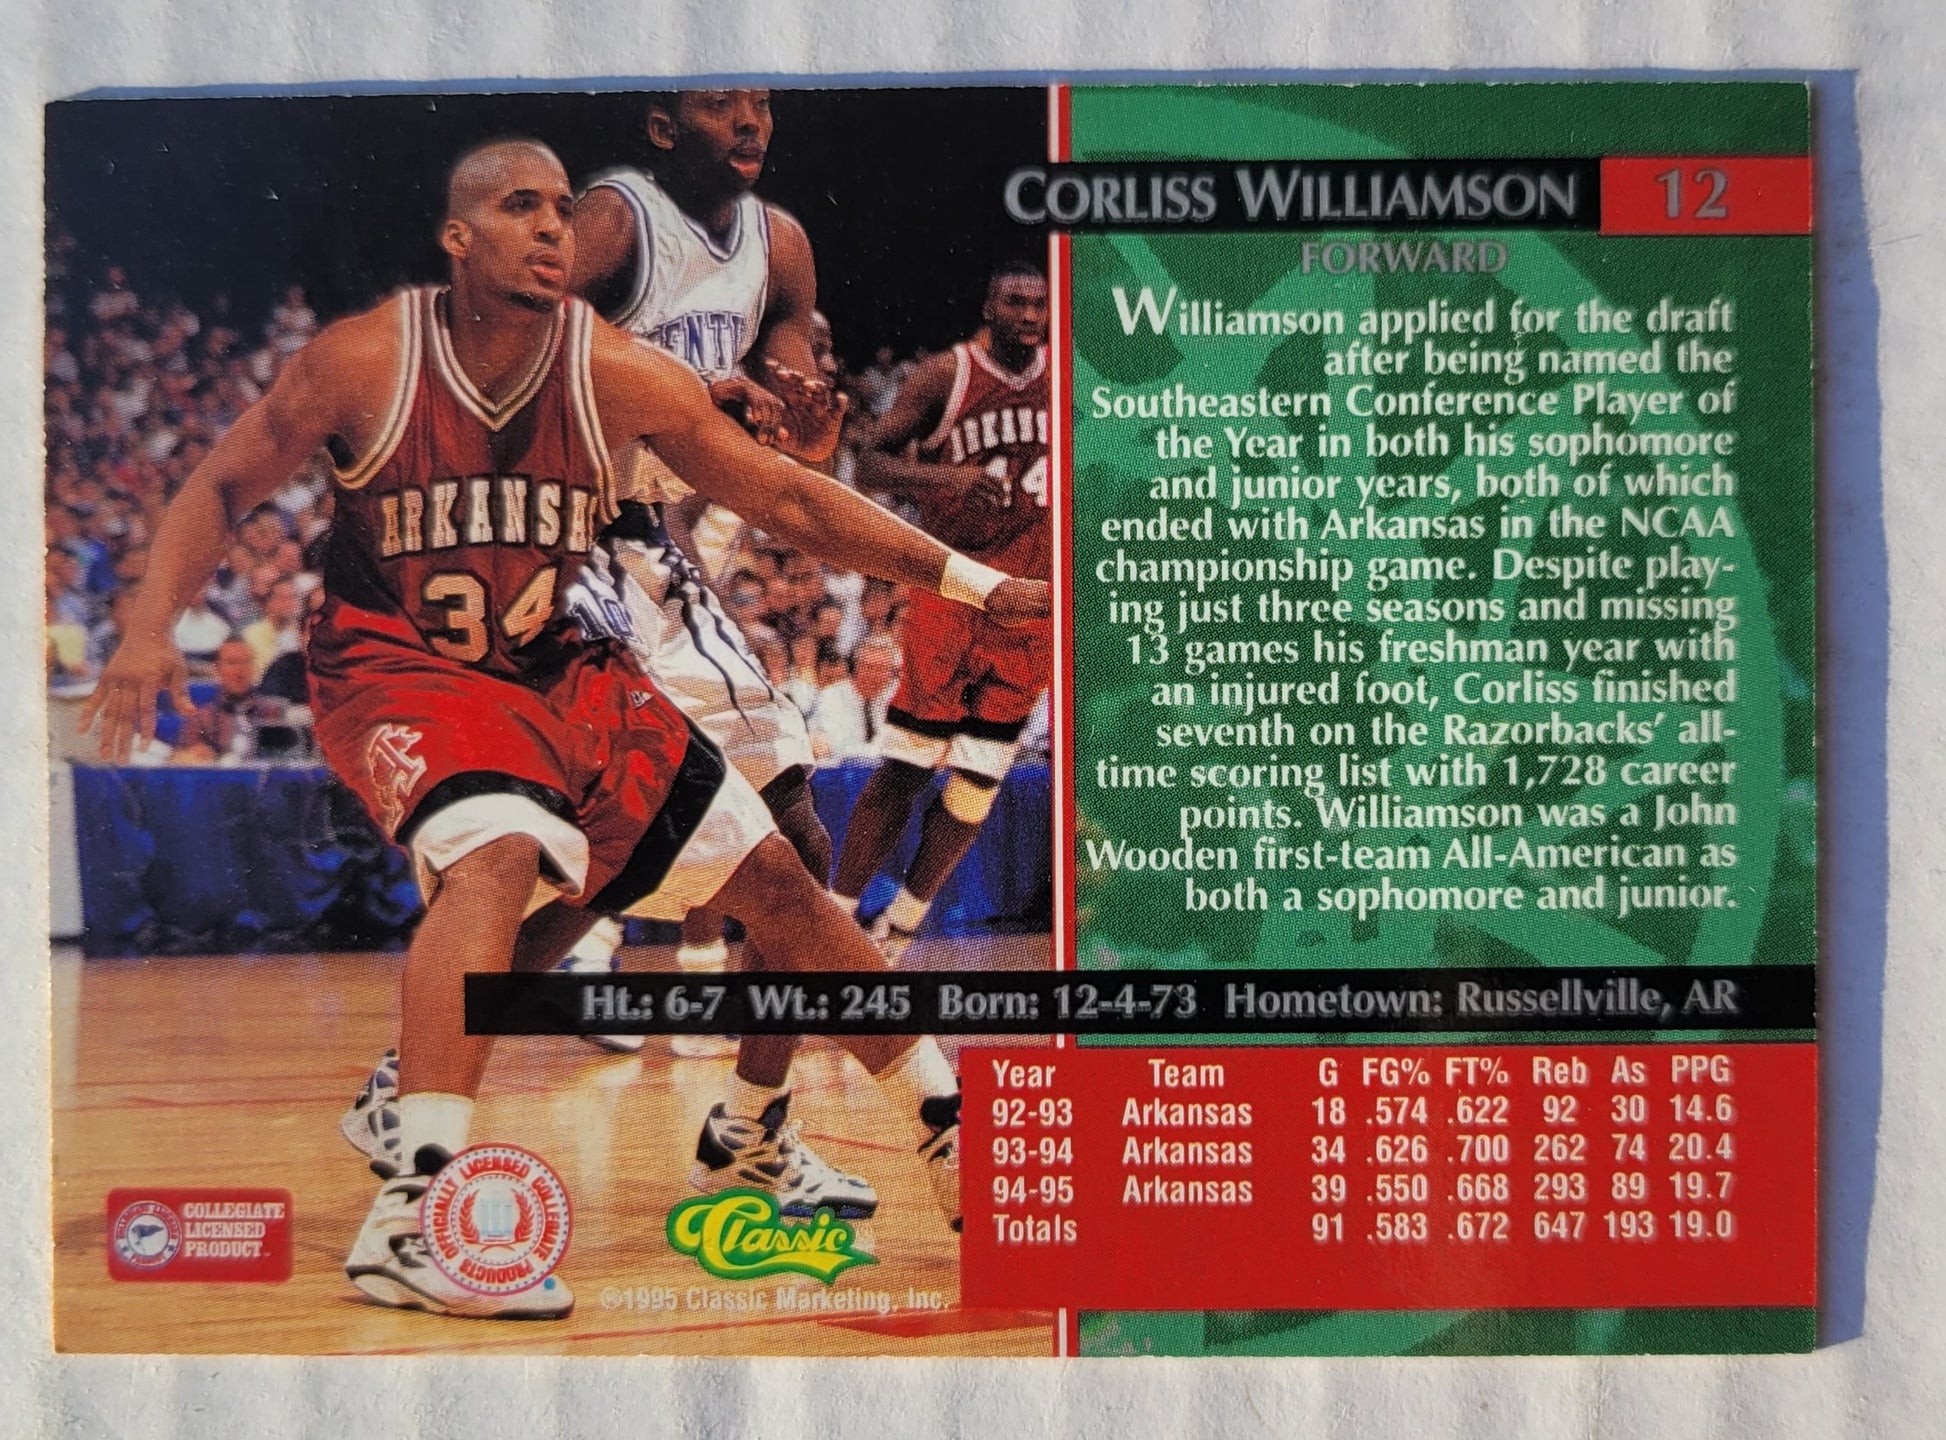 CORLISS WILLIAMSON 12
FORWARD
Williamson applied for the draft
after being named the
Southeastern Conference Player of
the Year in both his sophomore
and junior years, both of which
ended with Arkansas in the NCAA
championship game. Despite play-
ing just three seasons and missing
13 games his freshman year with
an injured foot, Corliss finished
seventh on the Razorbacks' all-
time scoring list with 1,728 career
points. Williamson was a John
Wooden first-team All-American as
both a sophomore and junior.
ARKANSAS
34
ENT
ARKANS
14
Ht.: 6-7 Wt.: 245 Born: 12-4-73 Hometown: Russellville, AR
Year Team G FG% FT% Reb As PPG
92-93 Arkansas 18 .574 .622 92 30 14.6
93-94 Arkansas 34 .626 .700 262 74 20.4
94-95 Arkansas 39 .550 .668 293 89 19.7
Totals 91 .583 .672 647 193 19.0
COLLEGIATE
LICENSED
PRODUCT
OFFICIALLY LICENSED COLLEGIATE PRODUCTS
Classic
©1995 Classic Marketing, Inc.